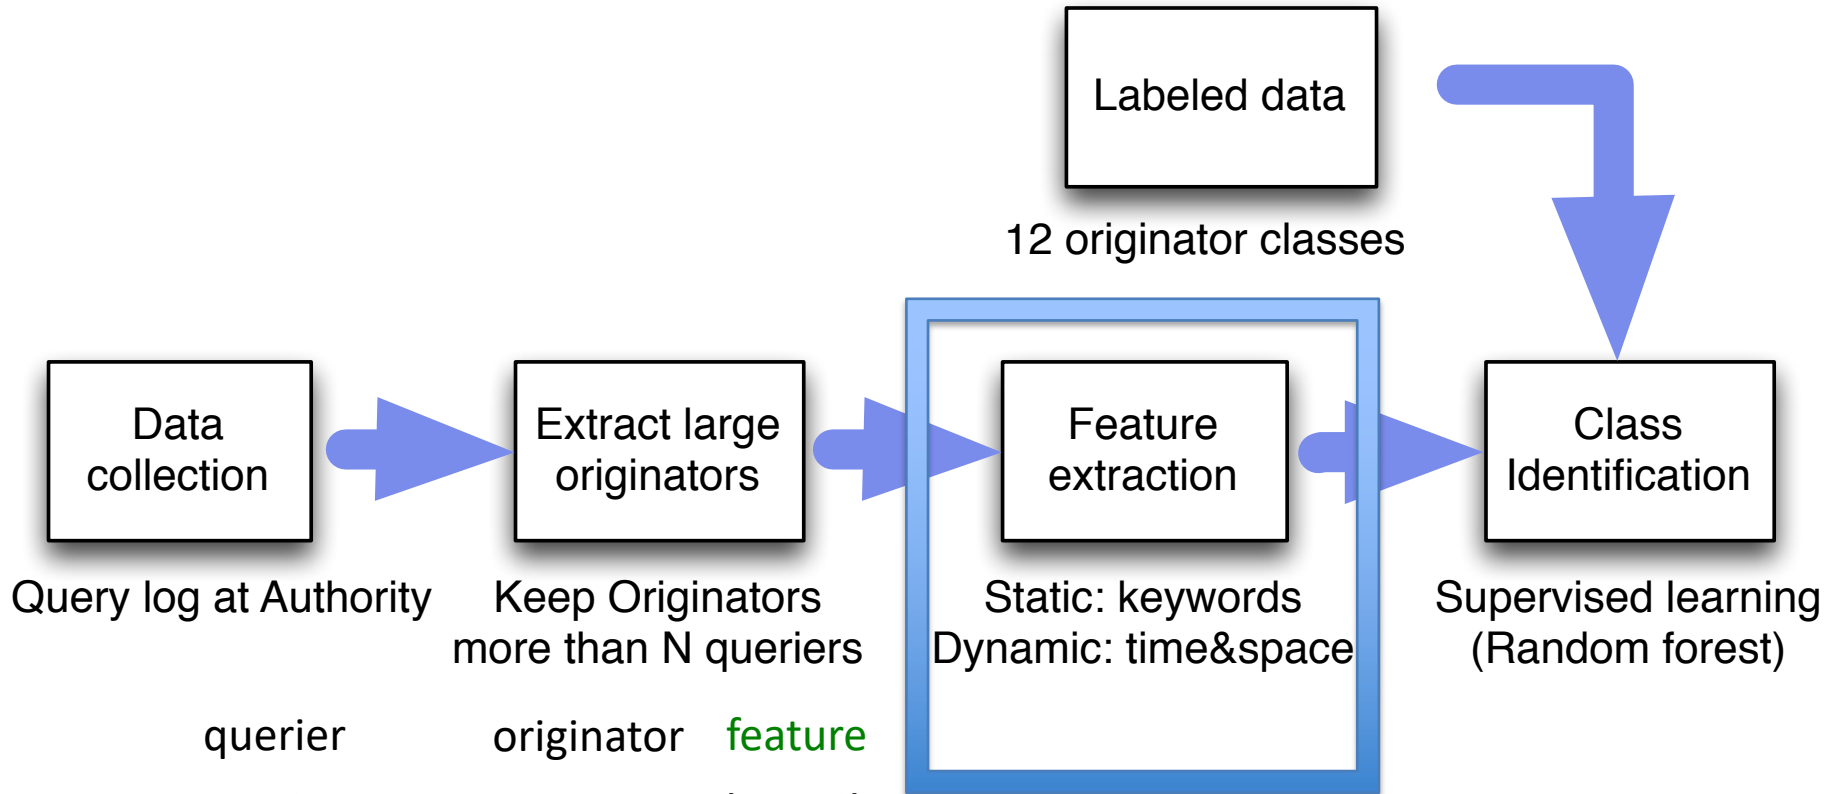 Labeled data
12 originator classes
Data
collection
Extract large
originators
Feature
extraction
Class
Identification
Query log at Authority
Keep Originators
more than N queriers
Static: keywords
Dynamic: time&space
Supervised learning
(Random forest)
querier
originator
feature